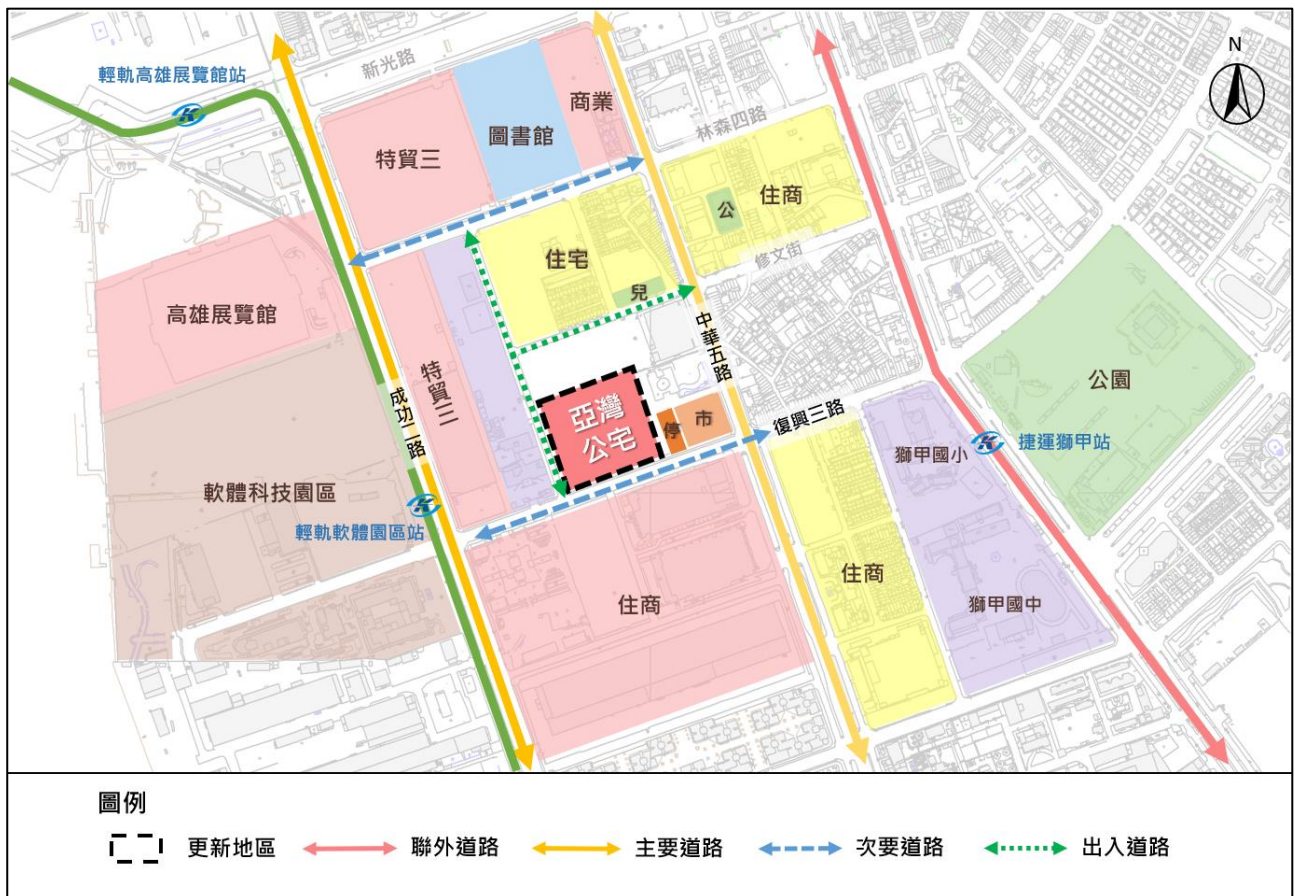 N
輕軌高雄展覽館站
新光路
商業
圖書館
特貿三
林森四路
住商
公
修文街
住宅
兒
高雄展覽館
中華五路
公園
特貿三
成功二路
亞灣
公宅
停
市
復興三路
獅甲國小
捷運獅甲站
軟體科技園區
輕軌軟體園區站
住商
住商
獅甲國中
圖例
更新地區
聯外道路
主要道路
次要道路
出入道路